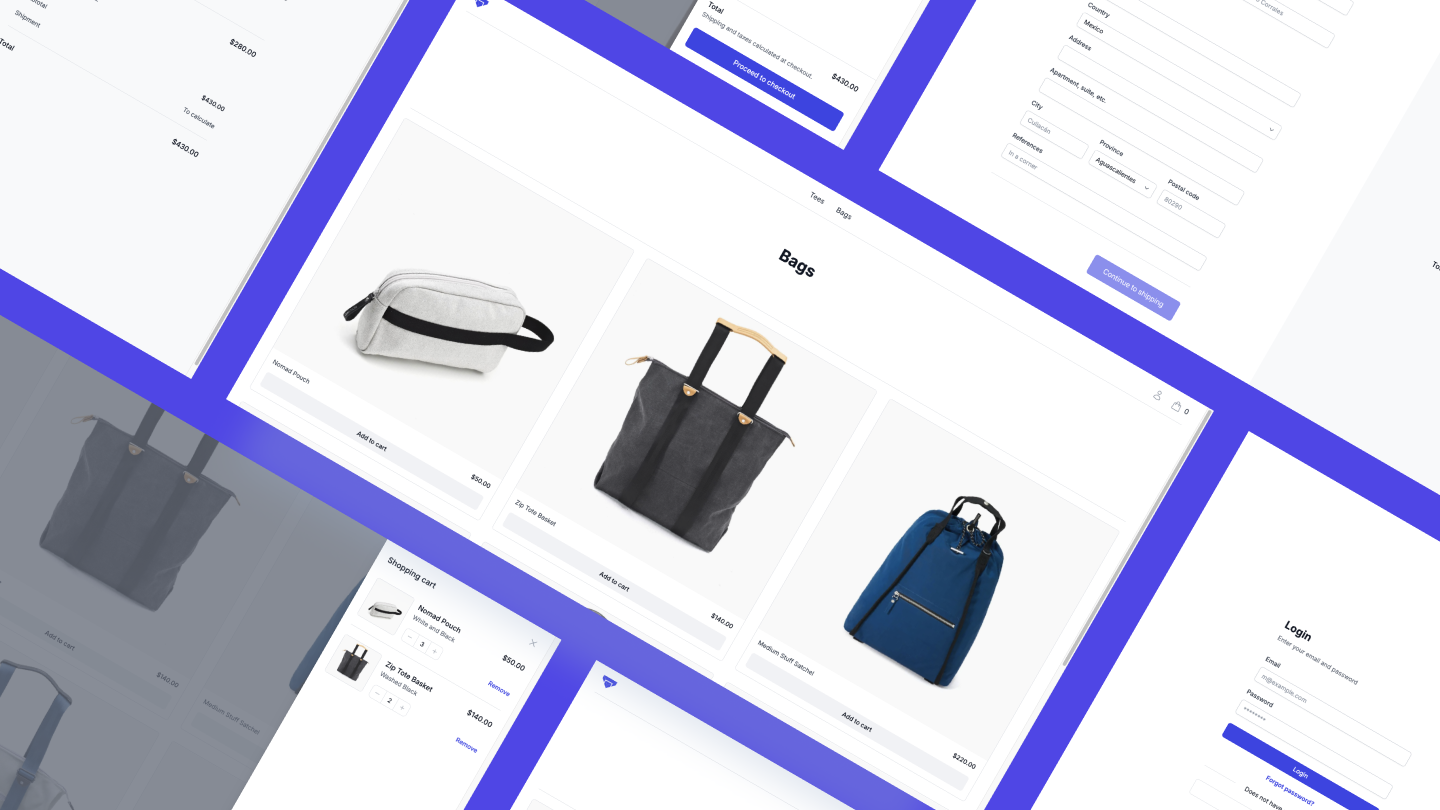 Shipment
Total
$280.00
$430.00
To calculate
$430.00
Total
Shipping and taxes calculated at checkout.
$430.00
Proceed to checkout
Country
Mexico
Address
Apartment, suite, etc.
City
Culiacán
Province
Aguascalientes
Postal code
80290
References
In a corner
Continue to shipping
Tees
Bags
0
Bags
Nomad Pouch
$50.00
Add to cart
Zip Tote Basket
$140.00
Add to cart
Medium Stuff Satchel
$220.00
Add to cart
Add to cart
$140.00
Medium Stuff Satchel
Shopping cart
Nomad Pouch
White and Black
3
$50.00
Remove
Zip Tote Basket
Washed Black
2
$140.00
Remove
Login
Enter your email and password
Email
m@example.com
Password
********
Login
Forgot password?
Does not have